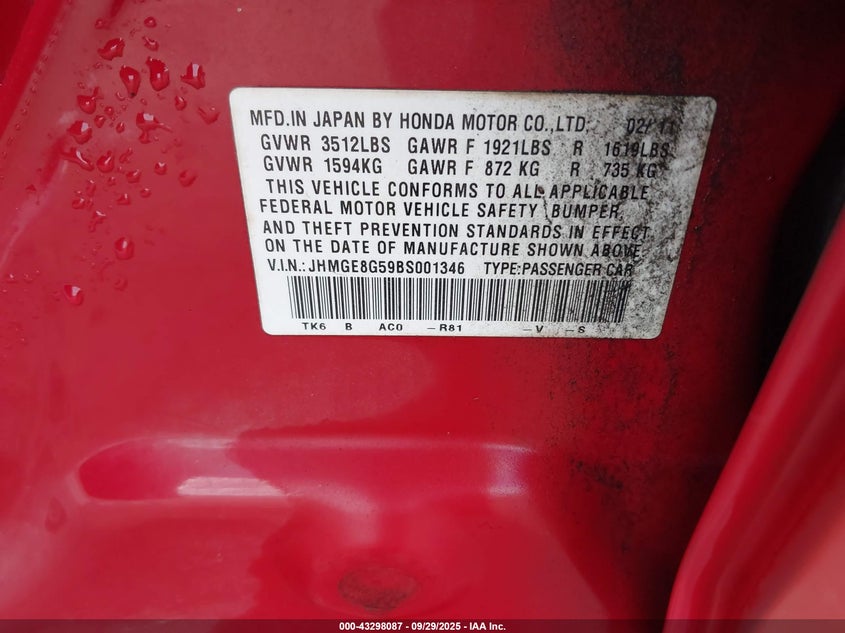 MFD.IN JAPAN BY HONDA MOTOR CO.,LTD. 02/11
GVWR 3512LBS GAWR F 1921LBS R 1619LBS
GVWR 1594KG GAWR F 872 KG R 735 KG
THIS VEHICLE CONFORMS TO ALL APPLICABLE
FEDERAL MOTOR VEHICLE SAFETY, BUMPER,
AND THEFT PREVENTION STANDARDS IN EFFECT
ON THE DATE OF MANUFACTURE SHOWN ABOVE.
V.I.N.: JHMGE8G59BS001346 TYPE:PASSENGER CAR
TK6 B AC0 -R81 -V -S
000-43298087 - 09/29/2025 - IAA Inc.